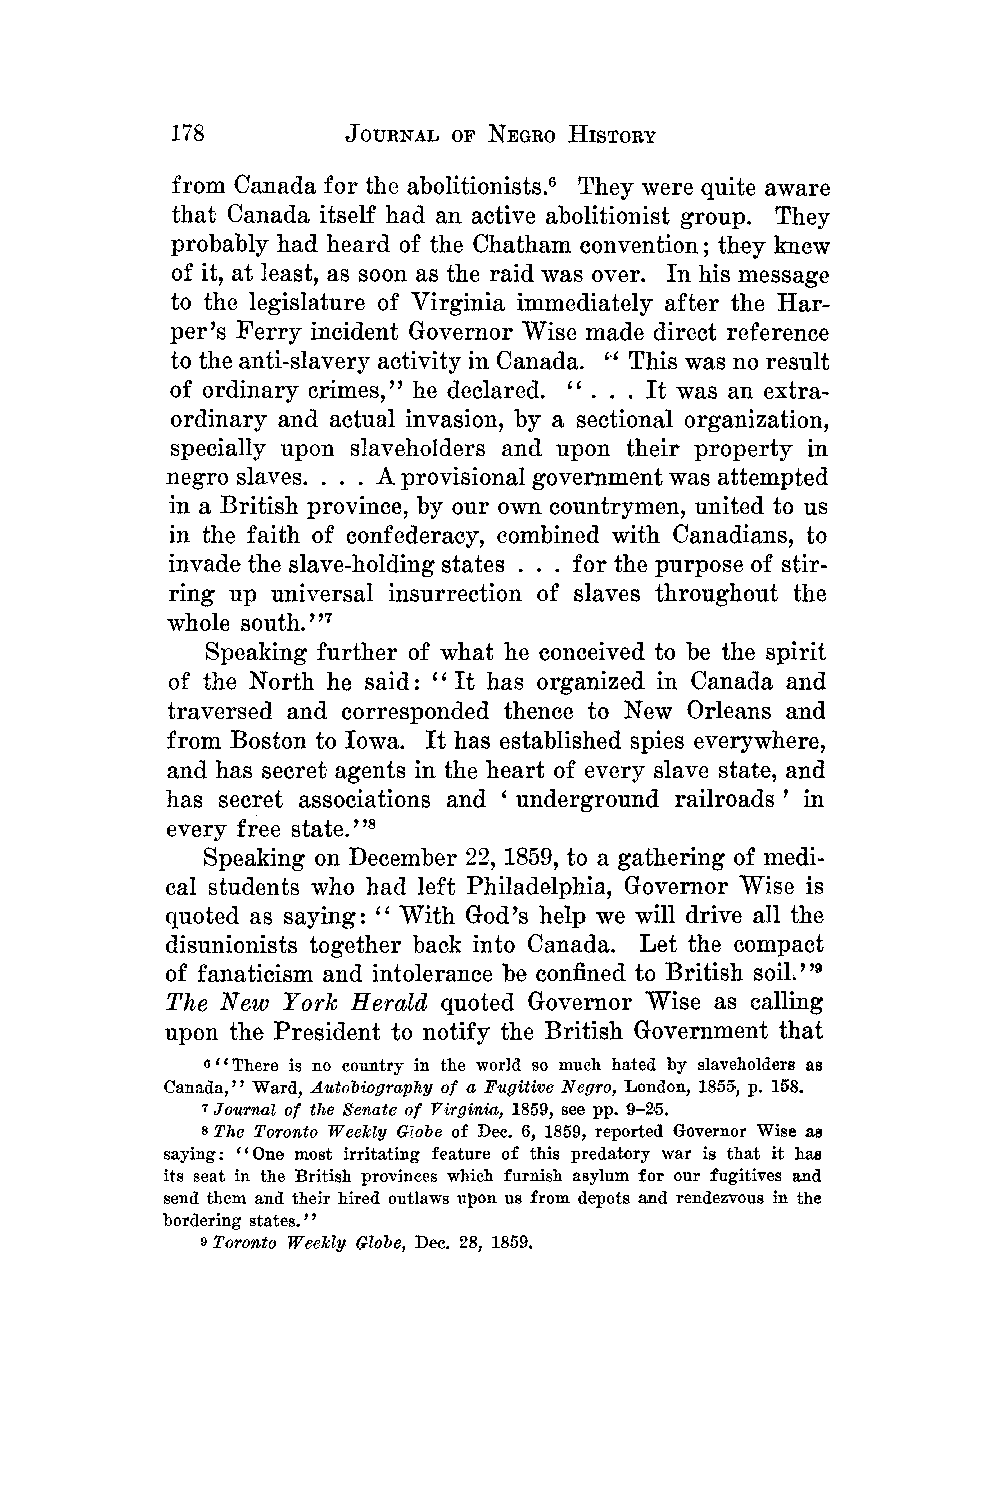 178 JOURNAL OF NEGRO HISTORY
from Canada for the abolitionists.⁶ They were quite aware
that Canada itself had an active abolitionist group. They
probably had heard of the Chatham convention; they knew
of it, at least, as soon as the raid was over. In his message
to the legislature of Virginia immediately after the Har-
per's Ferry incident Governor Wise made direct reference
to the anti-slavery activity in Canada. '' This was no result
of ordinary crimes,'' he declared. '' . . . It was an extra-
ordinary and actual invasion, by a sectional organization,
specially upon slaveholders and upon their property in
negro slaves. . . . A provisional government was attempted
in a British province, by our own countrymen, united to us
in the faith of confederacy, combined with Canadians, to
invade the slave-holding states . . . for the purpose of stir-
ring up universal insurrection of slaves throughout the
whole south.''⁷
Speaking further of what he conceived to be the spirit
of the North he said: '' It has organized in Canada and
traversed and corresponded thence to New Orleans and
from Boston to Iowa. It has established spies everywhere,
and has secret agents in the heart of every slave state, and
has secret associations and ' underground railroads ' in
every free state.''⁸
Speaking on December 22, 1859, to a gathering of medi-
cal students who had left Philadelphia, Governor Wise is
quoted as saying: '' With God's help we will drive all the
disunionists together back into Canada. Let the compact
of fanaticism and intolerance be confined to British soil.''⁹
The New York Herald quoted Governor Wise as calling
upon the President to notify the British Government that
⁶ ''There is no country in the world so much hated by slaveholders as
Canada,'' Ward, Autobiography of a Fugitive Negro, London, 1855, p. 158.
⁷ Journal of the Senate of Virginia, 1859, see pp. 9–25.
⁸ The Toronto Weekly Globe of Dec. 6, 1859, reported Governor Wise as
saying: ''One most irritating feature of this predatory war is that it has
its seat in the British provinces which furnish asylum for our fugitives and
send them and their hired outlaws upon us from depots and rendezvous in the
bordering states.''
⁹ Toronto Weekly Globe, Dec. 28, 1859.